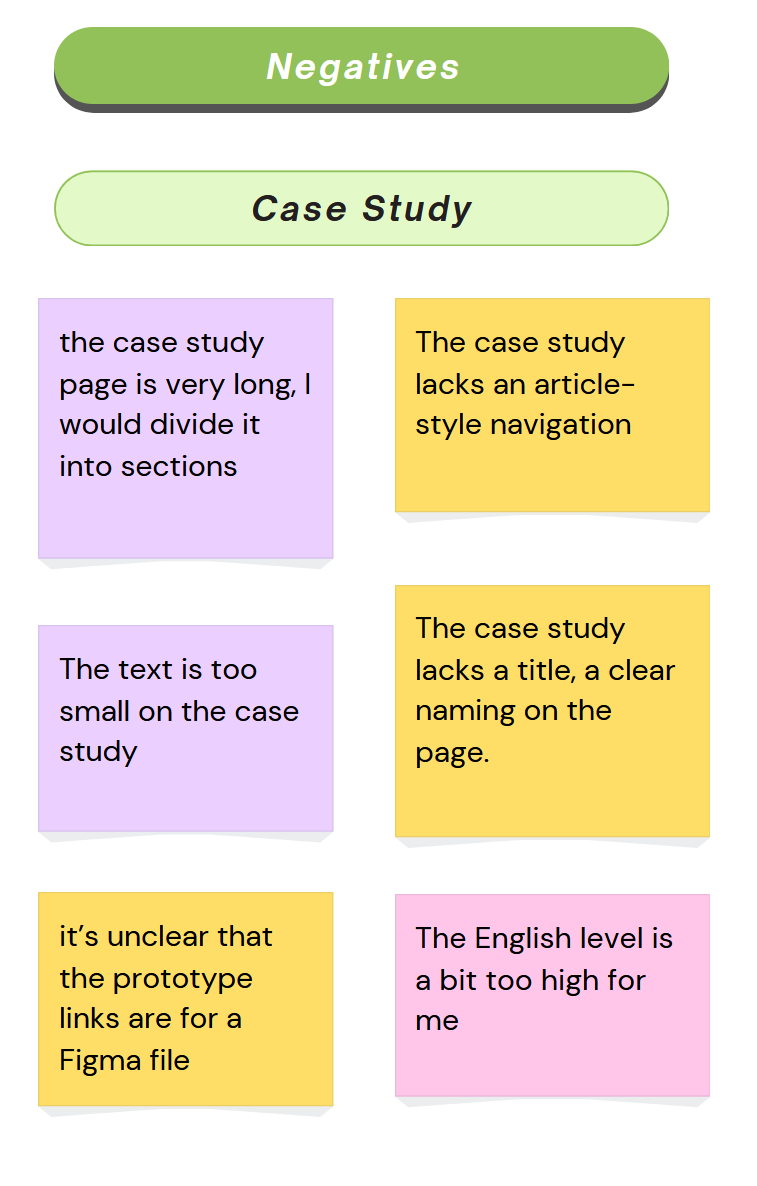 Negatives
Case Study
the case study
page is very long, I
would divide it
into sections
The case study
lacks an article-
style navigation
The text is too
small on the case
study
The case study
lacks a title, a clear
naming on the
page.
it’s unclear that
the prototype
links are for a
Figma file
The English level is
a bit too high for
me